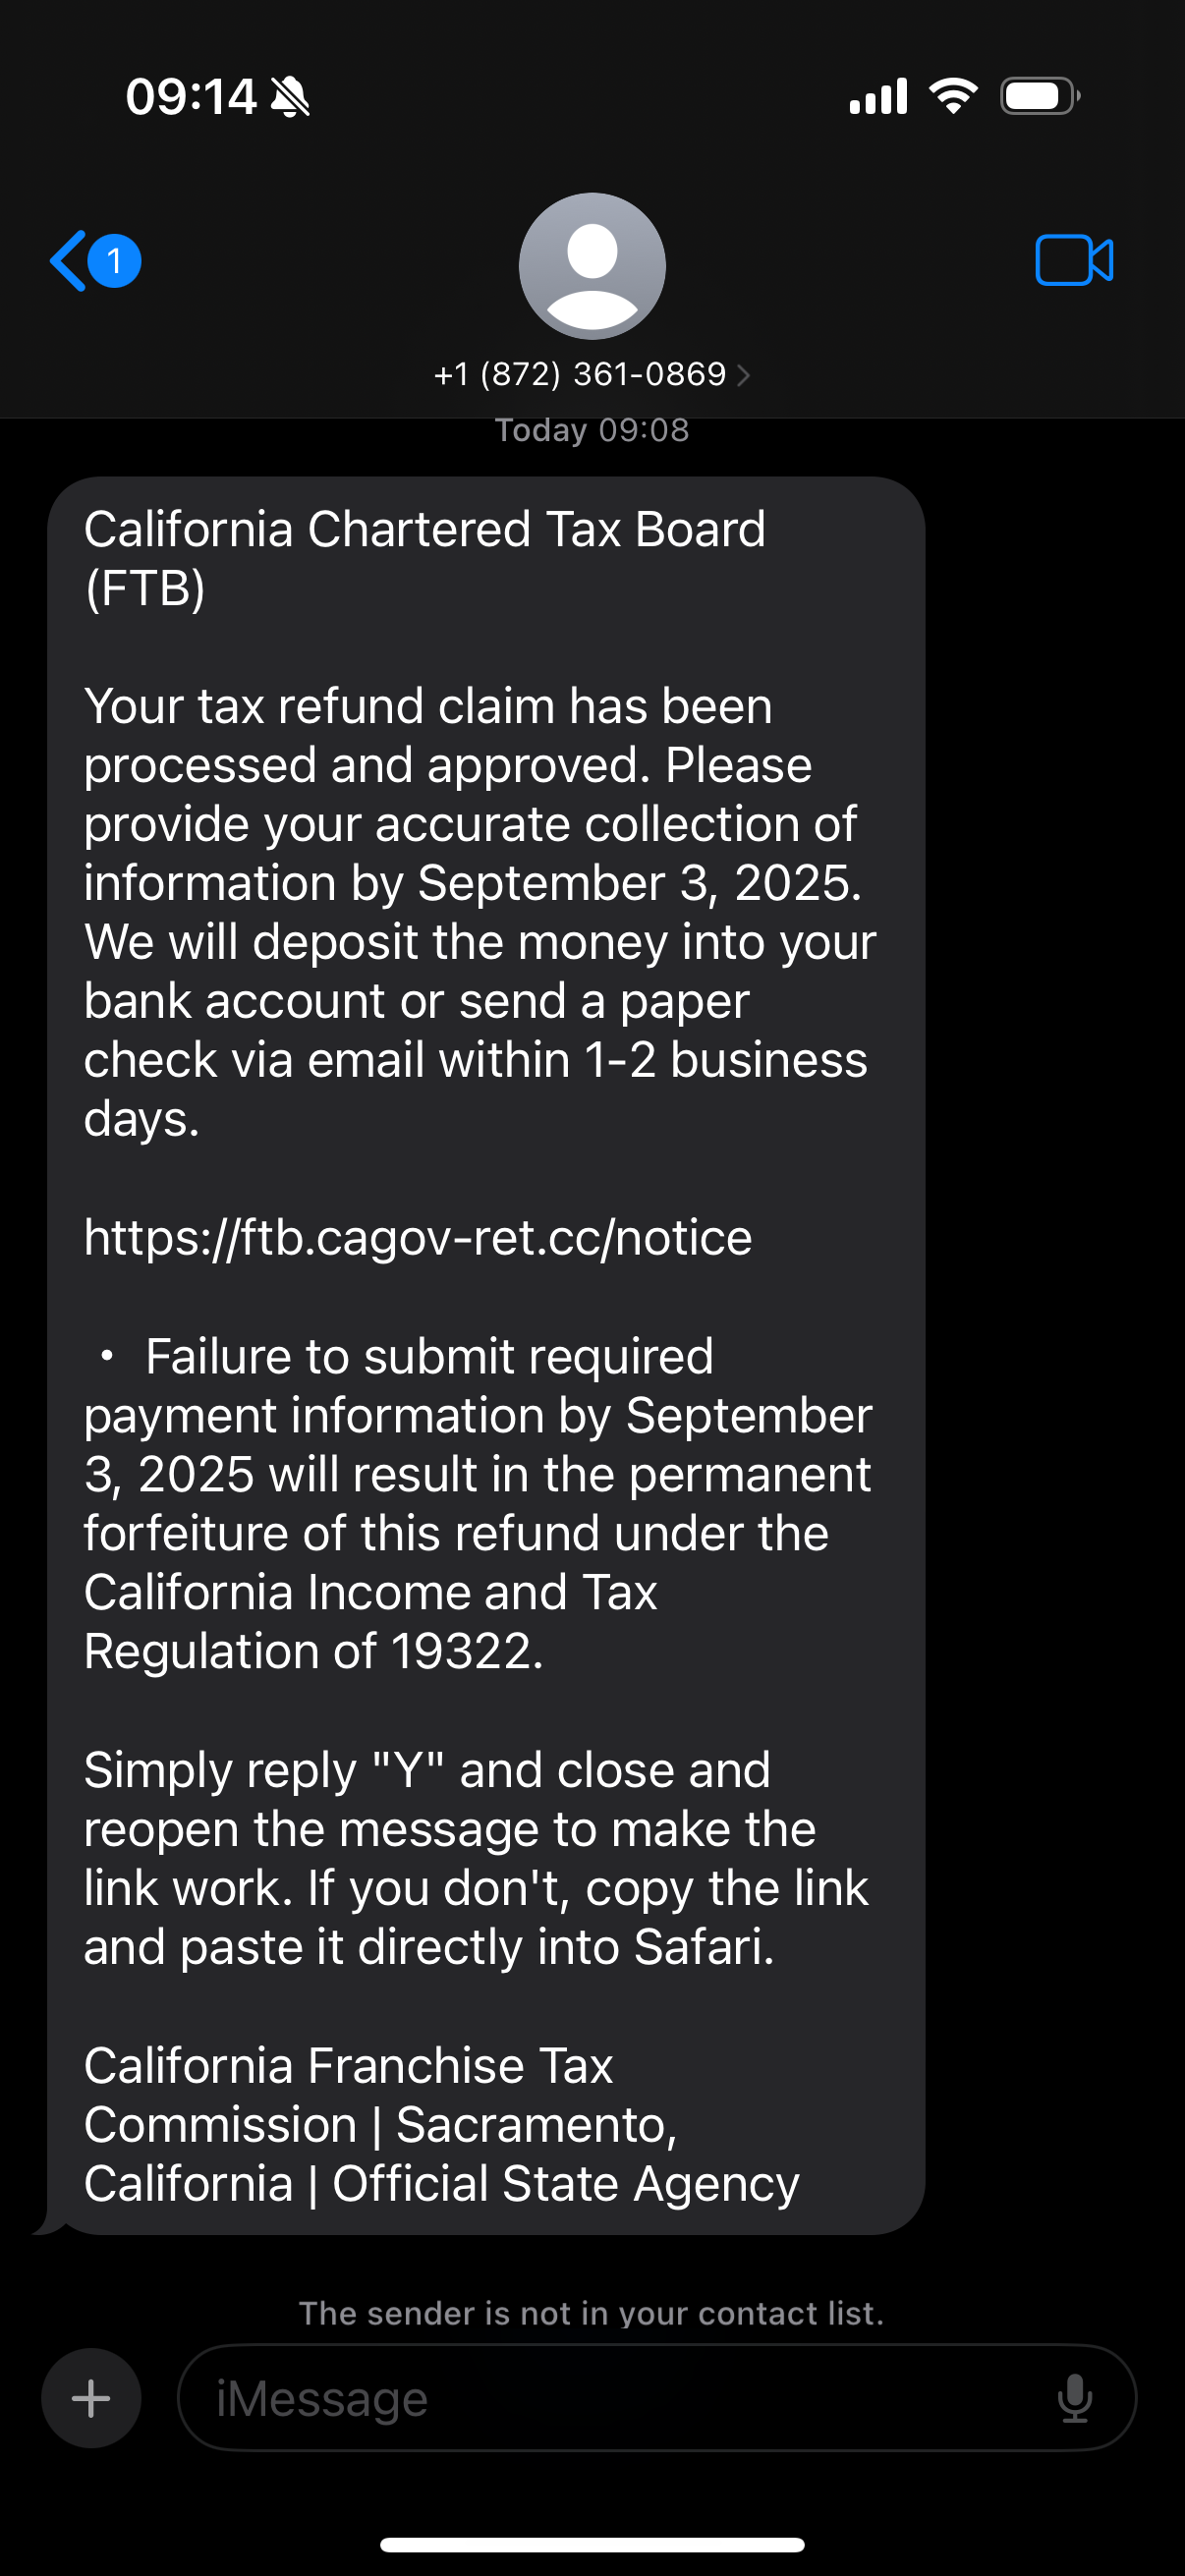 09:14
1
+1 (872) 361-0869
Today 09:08
California Chartered Tax Board
(FTB)
Your tax refund claim has been
processed and approved. Please
provide your accurate collection of
information by September 3, 2025.
We will deposit the money into your
bank account or send a paper
check via email within 1-2 business
days.
https://ftb.cagov-ret.cc/notice
• Failure to submit required
payment information by September
3, 2025 will result in the permanent
forfeiture of this refund under the
California Income and Tax
Regulation of 19322.
Simply reply "Y" and close and
reopen the message to make the
link work. If you don't, copy the link
and paste it directly into Safari.
California Franchise Tax
Commission | Sacramento,
California | Official State Agency
The sender is not in your contact list.
iMessage